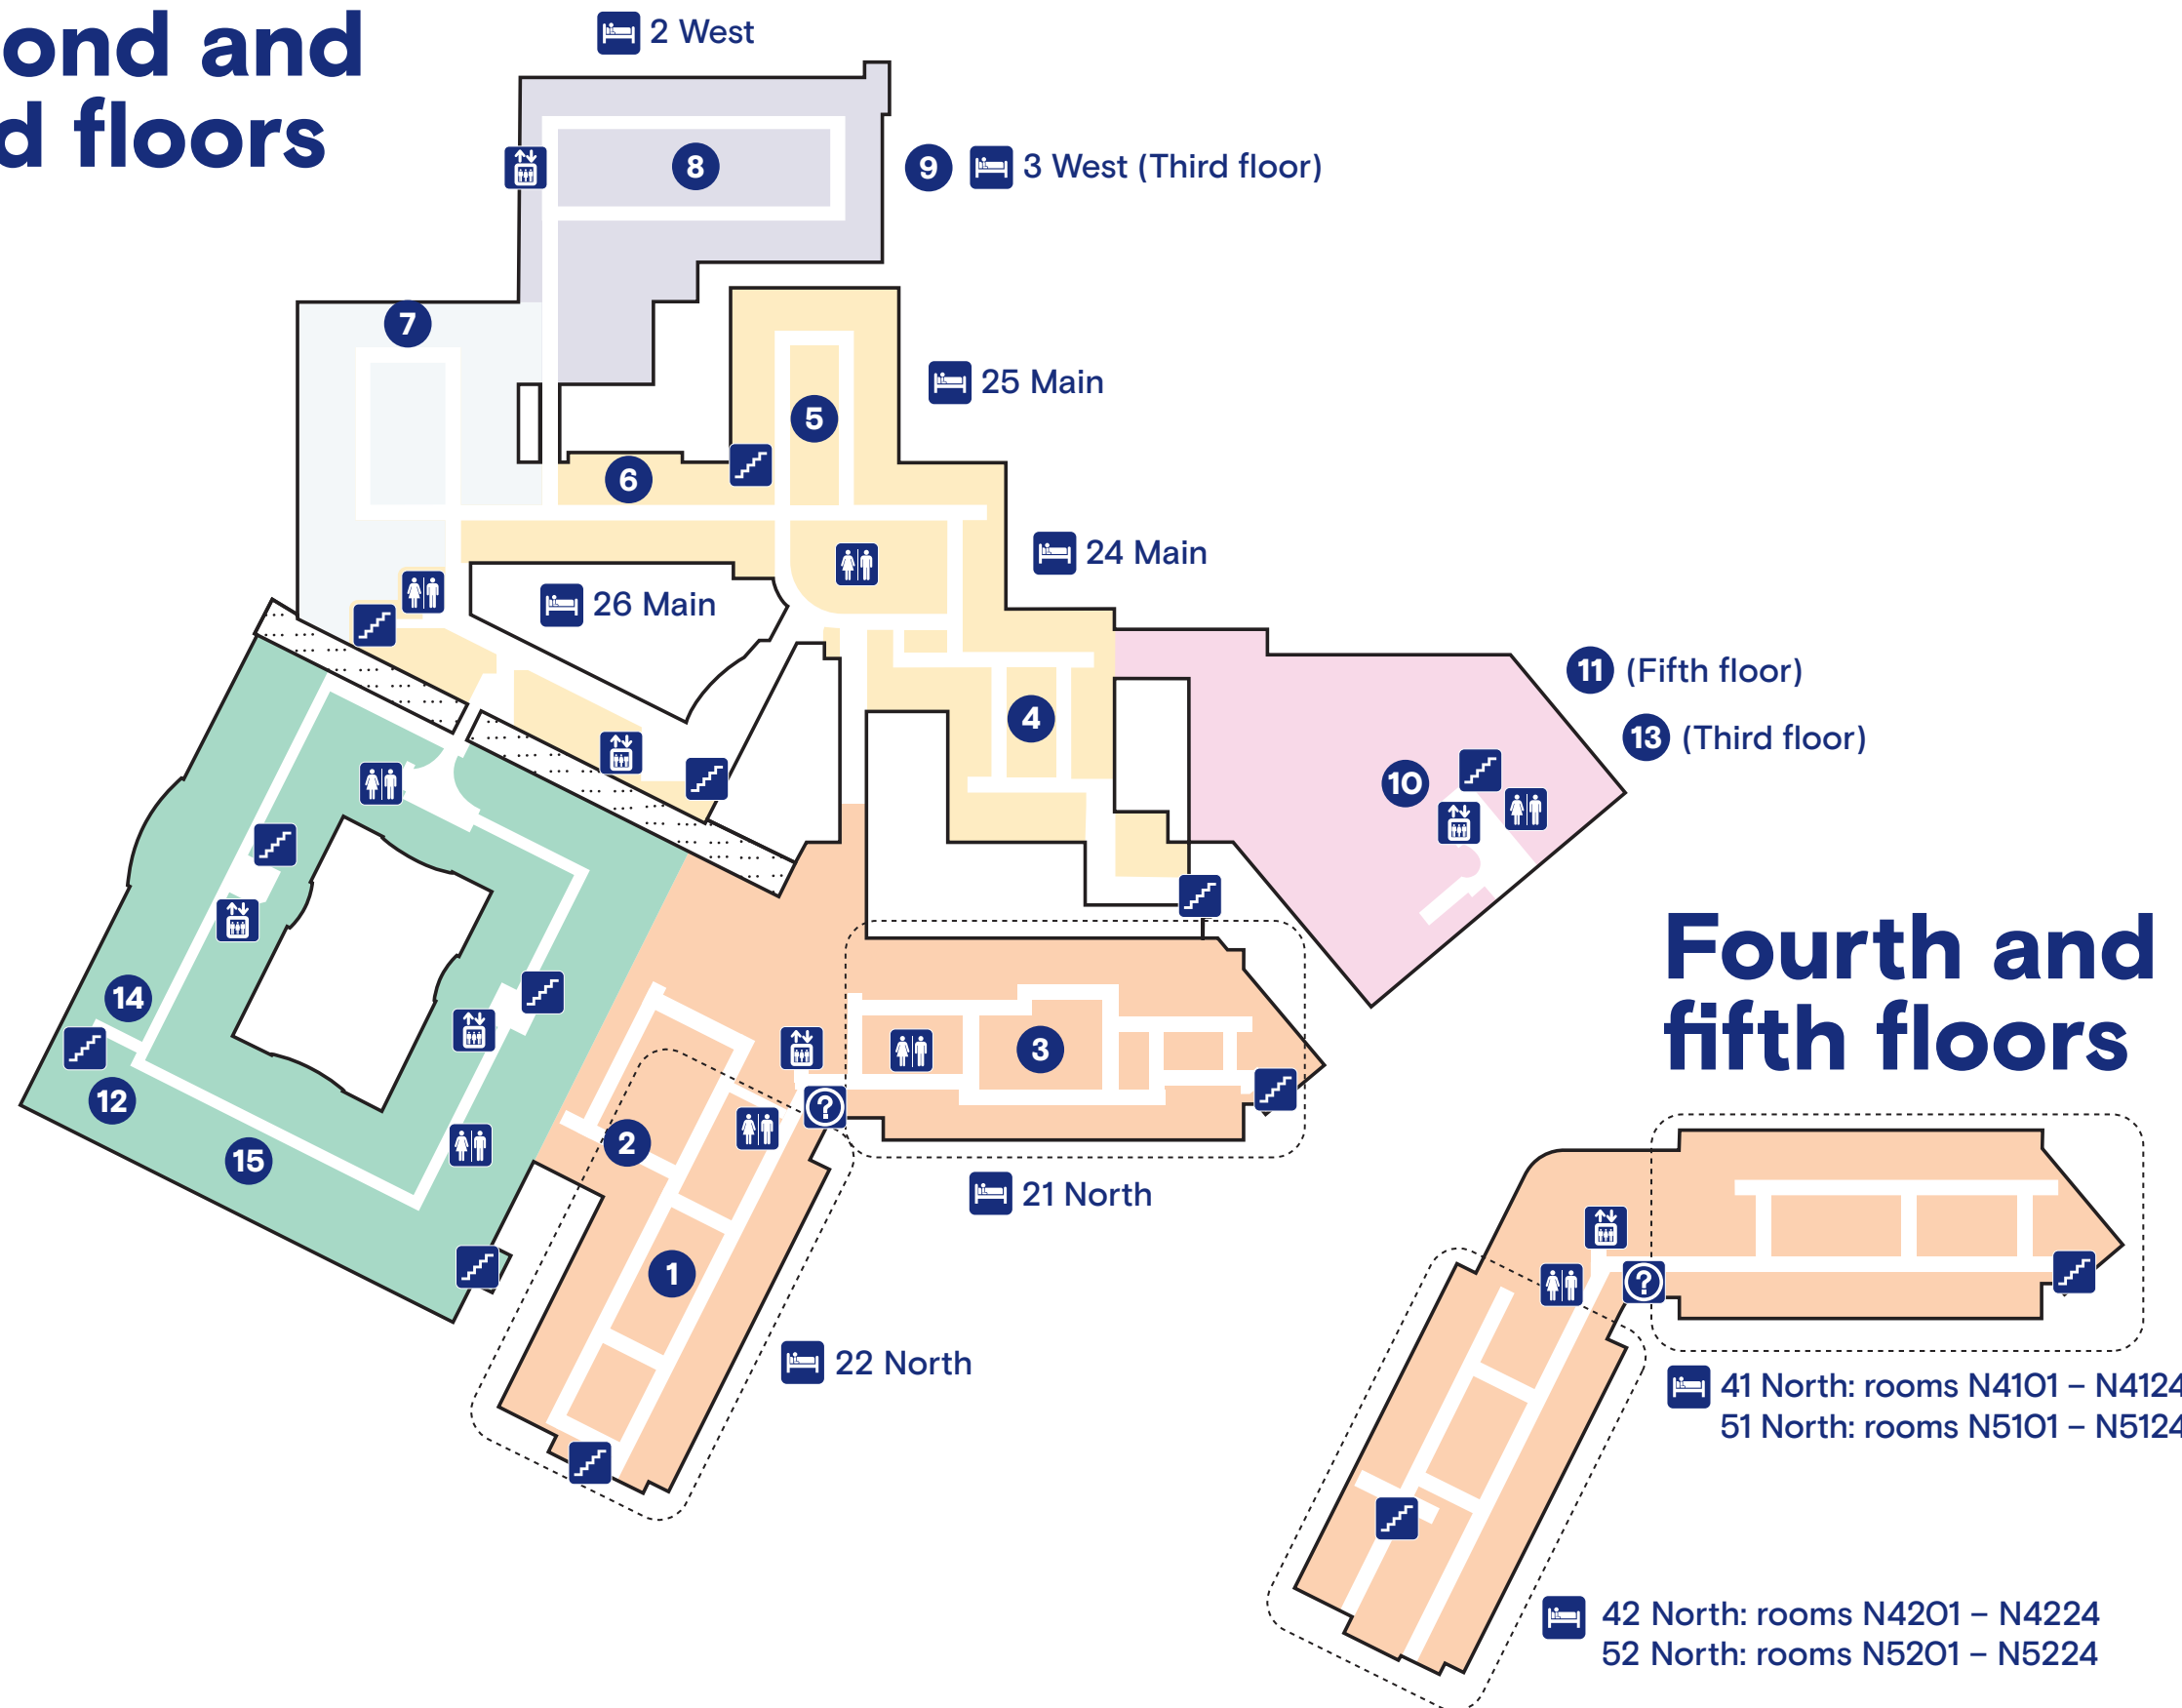 ond and
d floors
2 West
8
9 3 West (Third floor)
7
25 Main
5
6
24 Main
26 Main
11 (Fifth floor)
13 (Third floor)
4
10
Fourth and
fifth floors
14
3
12
?
2
15
21 North
1
?
22 North
41 North: rooms N4101 – N4124
51 North: rooms N5101 – N5124
42 North: rooms N4201 – N4224
52 North: rooms N5201 – N5224